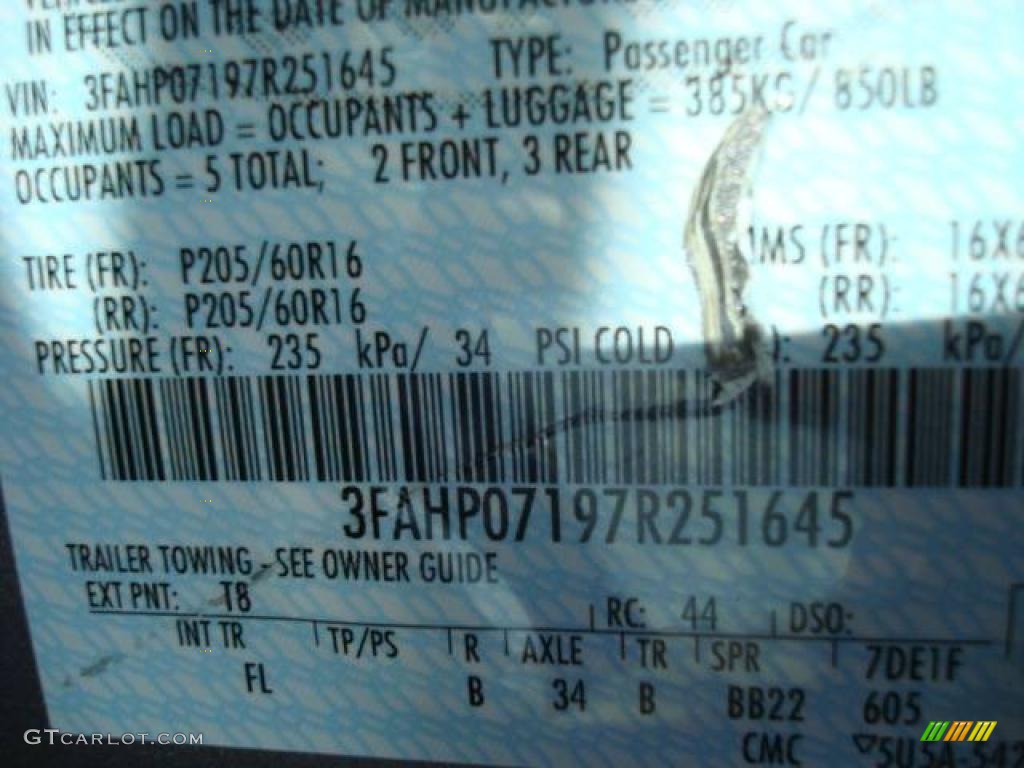 IN EFFECT ON THE DATE OF MANUFACTURE
VIN: 3FAHP07197R251645 TYPE: Passenger Car
MAXIMUM LOAD = OCCUPANTS + LUGGAGE = 385KG/ 850LB
OCCUPANTS = 5 TOTAL; 2 FRONT, 3 REAR
TIRE (FR): P205/60R16 IMS (FR): 16X6
(RR): P205/60R16 (RR): 16X6
PRESSURE (FR): 235 kPa/ 34 PSI COLD ): 235 kPa/
3FAHP07197R251645
TRAILER TOWING - SEE OWNER GUIDE
EXT PNT: T8 RC: 44 DSO:
INT TR TP/PS R AXLE TR SPR 7DE1F
FL B 34 B BB22 605
CMC ▽5U5A-542
GTCARLOT.COM